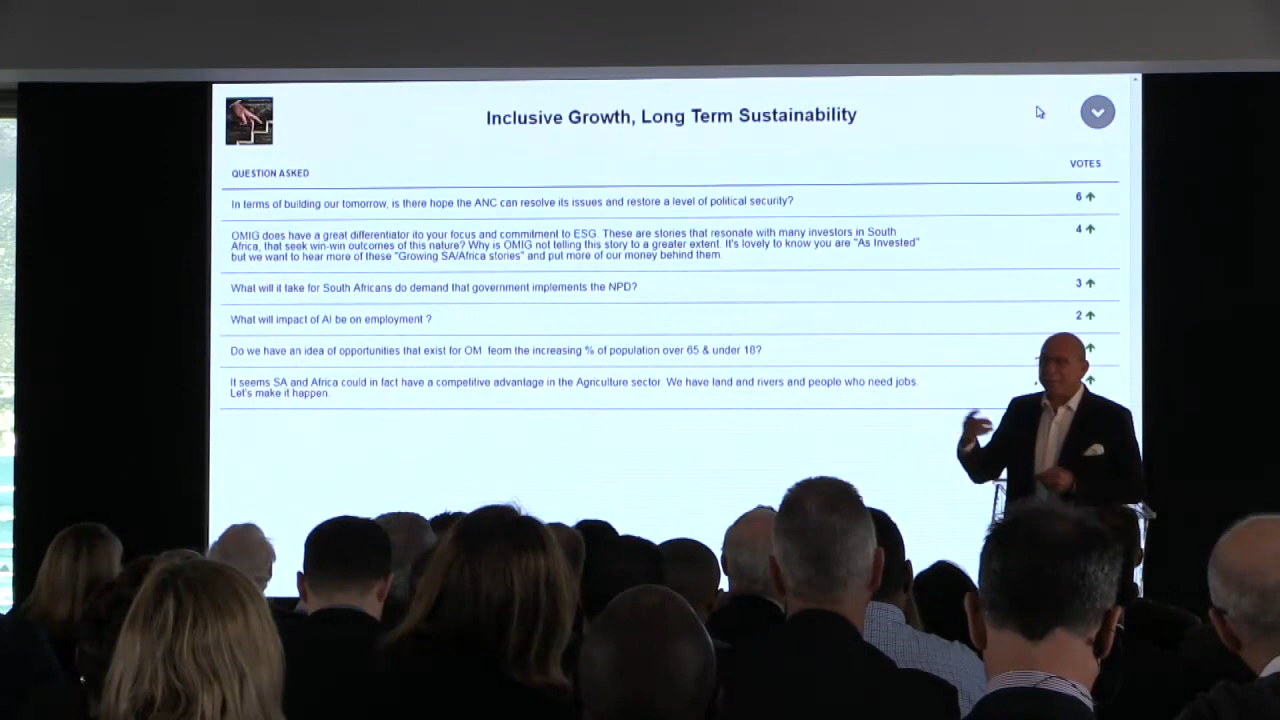 Inclusive Growth, Long Term Sustainability
QUESTION ASKED
VOTES
In terms of building our tomorrow, is there hope the ANC can resolve its issues and restore a level of political security?
6
OMIG does have a great differentiator ito your focus and commitment to ESG. These are stories that resonate with many investors in South
Africa, that seek win-win outcomes of this nature? Why is OMIG not telling this story to a greater extent. It's lovely to know you are "As Invested"
but we want to hear more of these "Growing SA/Africa stories" and put more of our money behind them.
4
What will it take for South Africans do demand that government implements the NPD?
3
What will impact of AI be on employment ?
2
Do we have an idea of opportunities that exist for OM feom the increasing % of population over 65 & under 18?
It seems SA and Africa could in fact have a competitive advantage in the Agriculture sector. We have land and rivers and people who need jobs.
Let's make it happen.